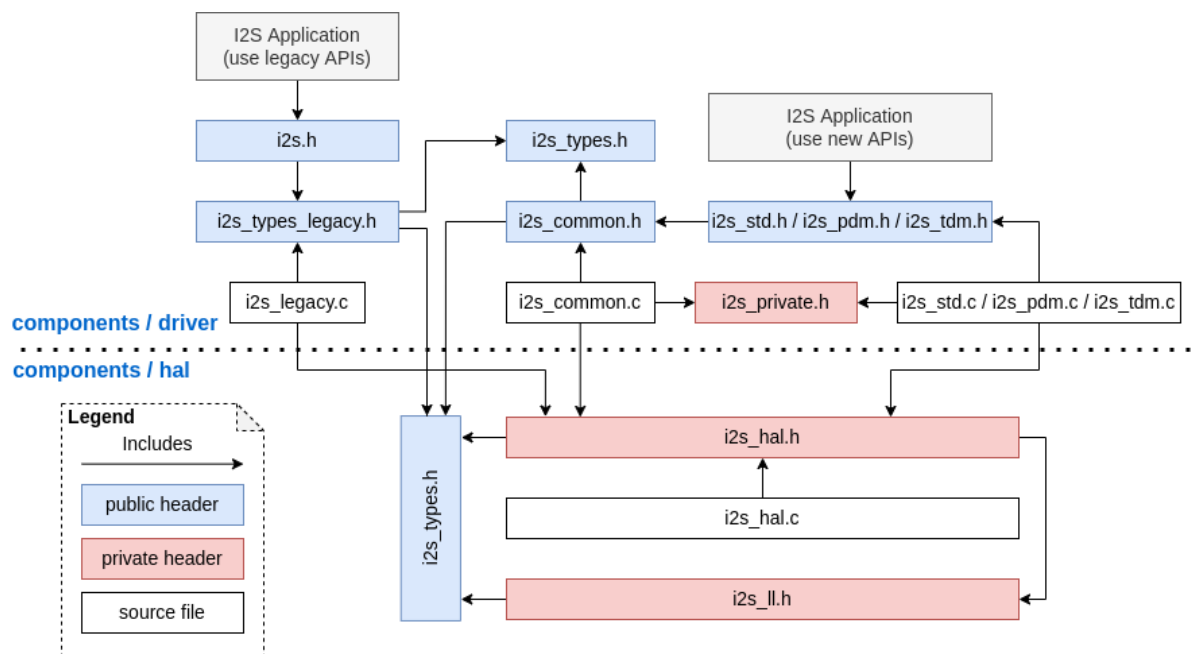 I2S Application
(use legacy APIs)
I2S Application
(use new APIs)
i2s.h
i2s_types.h
i2s_types_legacy.h
i2s_common.h
i2s_std.h / i2s_pdm.h / i2s_tdm.h
i2s_legacy.c
i2s_common.c
i2s_private.h
i2s_std.c / i2s_pdm.c / i2s_tdm.c
components / driver
components / hal
Legend
Includes
public header
private header
source file
i2s_types.h
i2s_hal.h
i2s_hal.c
i2s_ll.h